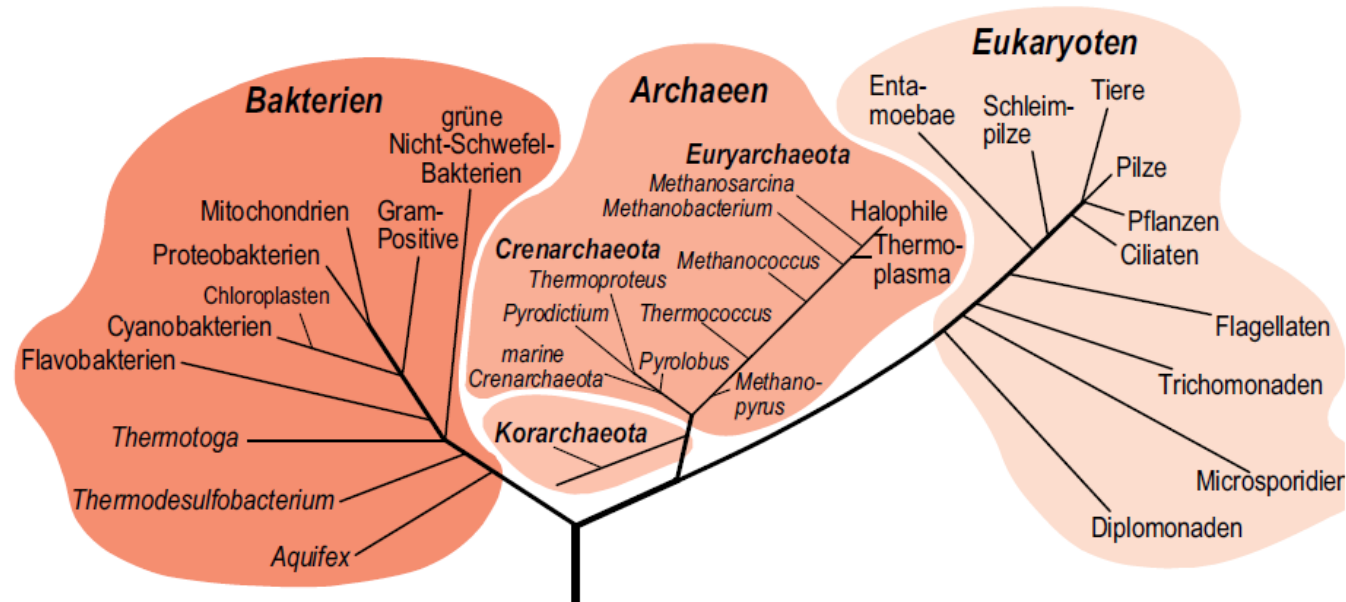 Bakterien
grüne
Nicht-Schwefel-
Bakterien
Mitochondrien
Gram-
Positive
Proteobakterien
Chloroplasten
Cyanobakterien
Flavobakterien
Thermotoga
Thermodesulfobacterium
Aquifex
Archaeen
Euryarchaeota
Methanosarcina
Methanobacterium
Halophile
Thermo-
plasma
Crenarchaeota
Methanococcus
Thermoproteus
Pyrodictium
Thermococcus
marine
Crenarchaeota
Pyrolobus
Methano-
pyrus
Korarchaeota
Eukaryoten
Enta-
moebae
Schleim-
pilze
Tiere
Pilze
Pflanzen
Ciliaten
Flagellaten
Trichomonaden
Microsporidier
Diplomonaden